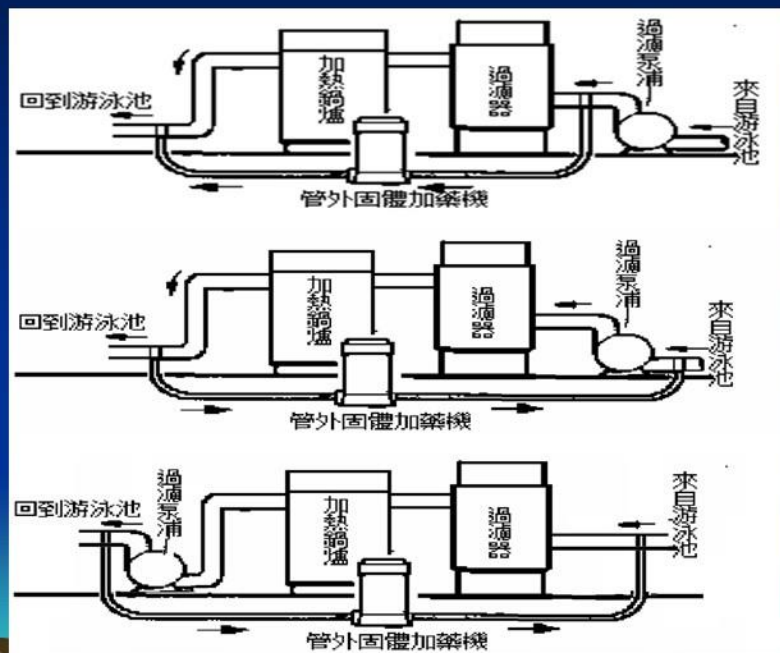 過濾泵浦
加熱鍋爐
過濾器
來自游泳池
回到游泳池
管外固體加藥機
過濾泵浦
加熱鍋爐
過濾器
來自游泳池
回到游泳池
管外固體加藥機
過濾泵浦
加熱鍋爐
過濾器
來自游泳池
回到游泳池
管外固體加藥機